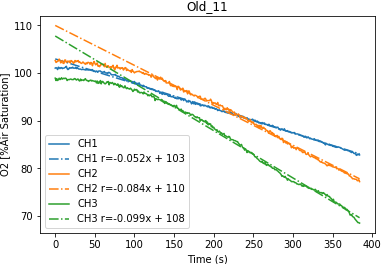 Old_11
O2 [%Air Saturation]
110
100
90
80
70
CH1
CH1 r=-0.052x + 103
CH2
CH2 r=-0.084x + 110
CH3
CH3 r=-0.099x + 108
0 50 100 150 200 250 300 350 400
Time (s)